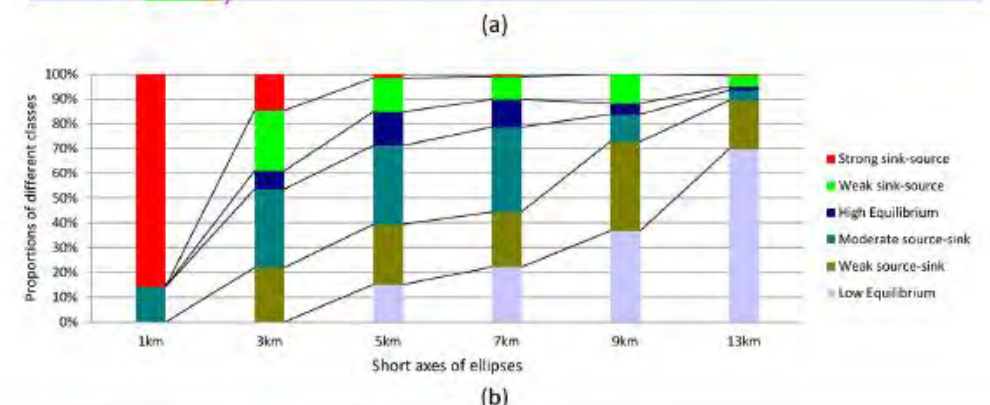 (a)
100%
90%
80%
70%
60%
50%
40%
30%
20%
10%
0%
Proportions of different classes
1km 3km 5km 7km 9km 13km
Short axes of ellipses
Strong sink-source
Weak sink-source
High Equilibrium
Moderate source-sink
Weak source-sink
Low Equilibrium
(b)